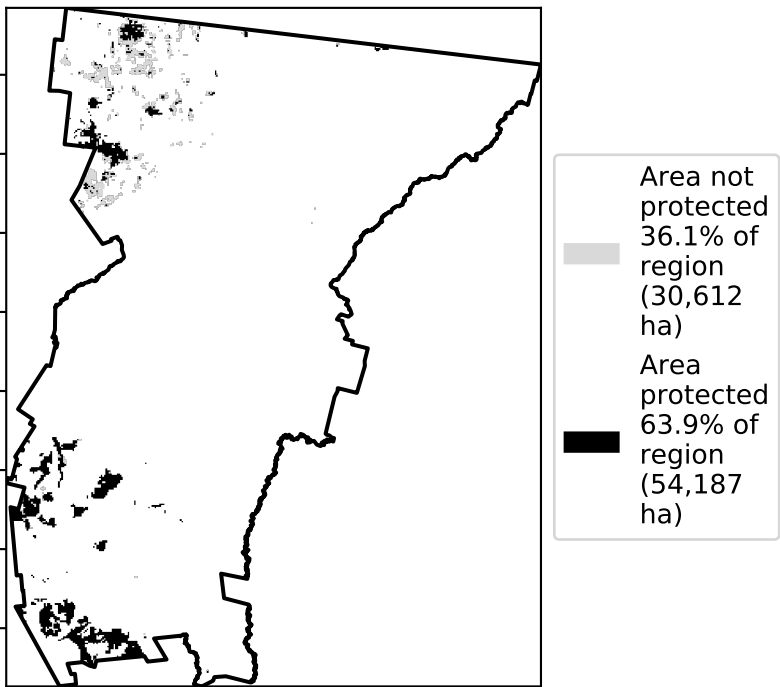 Area not
protected
36.1% of
region
(30,612
ha)
Area
protected
63.9% of
region
(54,187
ha)